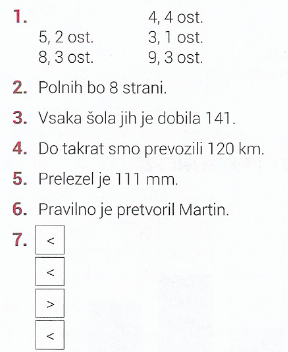 1. 4, 4 ost.
5, 2 ost. 3, 1 ost.
8, 3 ost. 9, 3 ost.
2. Polnih bo 8 strani.
3. Vsaka šola jih je dobila 141.
4. Do takrat smo prevozili 120 km.
5. Prelezel je 111 mm.
6. Pravilno je pretvoril Martin.
7. <
<
>
<